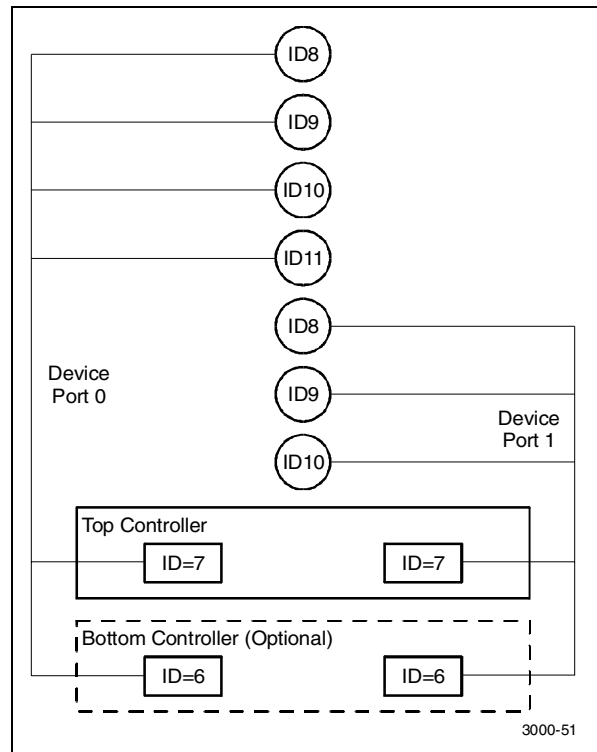 ID8
ID9
ID10
ID11
ID8
Device
Port 0
ID9
Device
Port 1
ID10
Top Controller
ID=7
ID=7
Bottom Controller (Optional)
ID=6
ID=6
3000-51